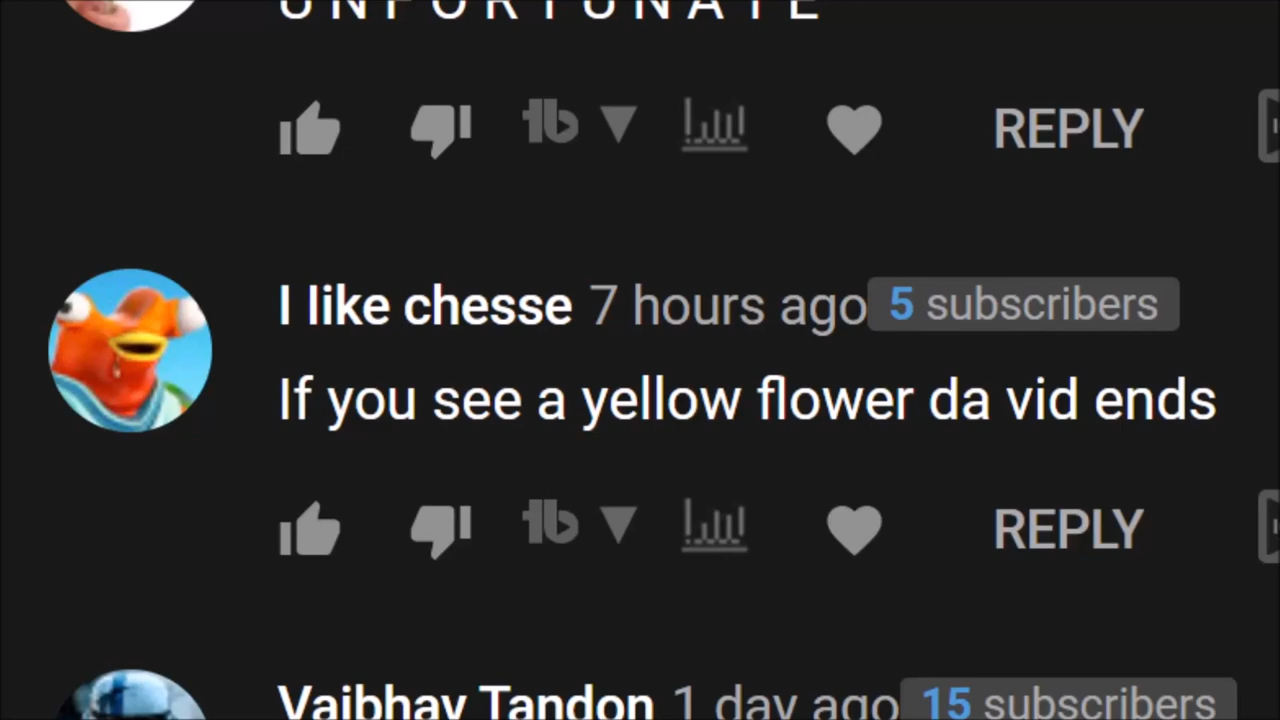 UNFORTUNATE
REPLY
I like chesse 7 hours ago 5 subscribers
If you see a yellow flower da vid ends
REPLY
Vaibhav Tandon 1 day ago 15 subscribers